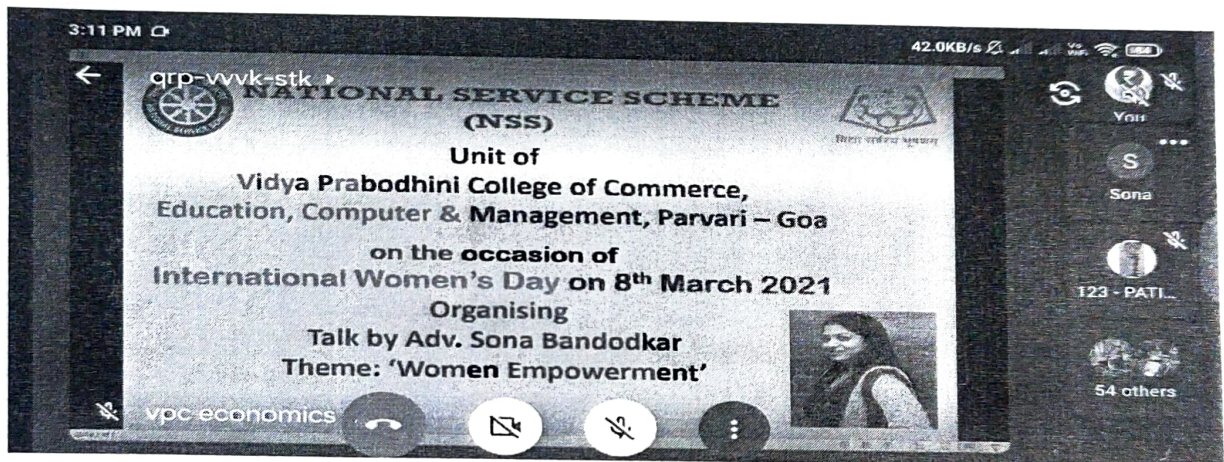 3:11 PM
42.0KB/s
qrp-vvvk-stk
NATIONAL SERVICE SCHEME
(NSS)
Unit of
Vidya Prabodhini College of Commerce,
Education, Computer & Management, Parvari – Goa
on the occasion of
International Women's Day on 8th March 2021
Organising
Talk by Adv. Sona Bandodkar
Theme: 'Women Empowerment'
vpc economics
You
S
Sona
123 - PATI...
54 others